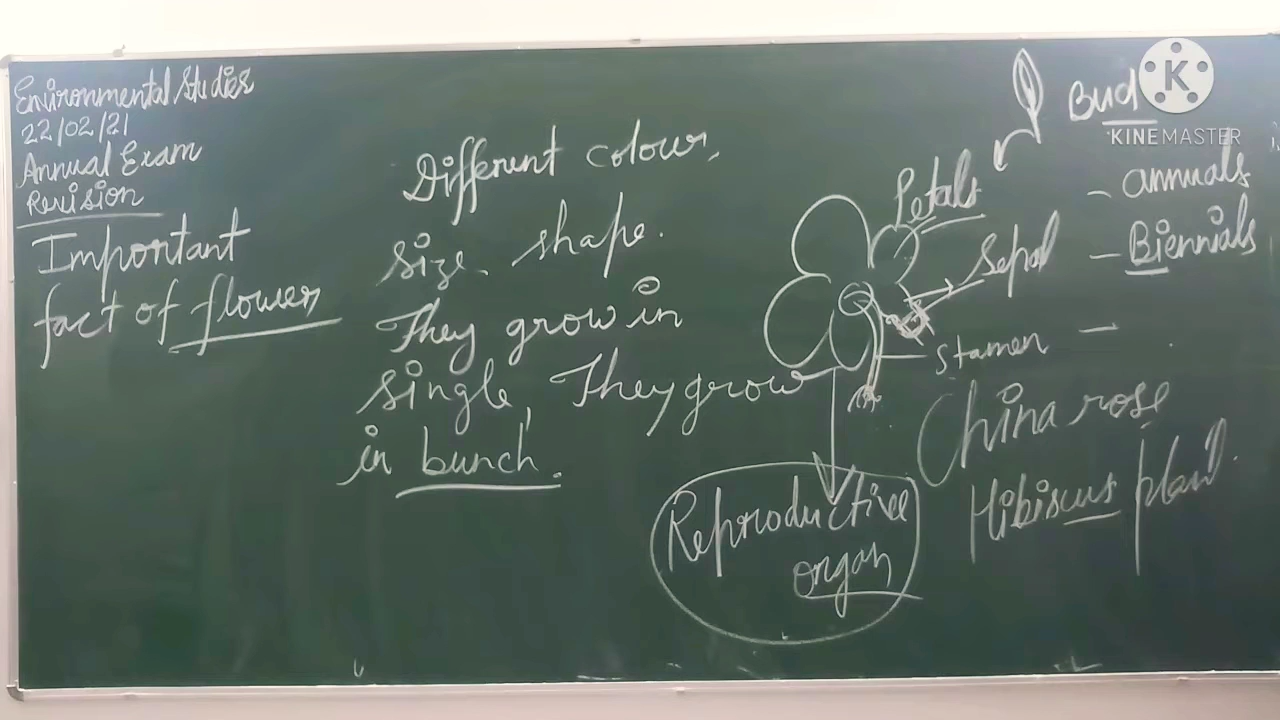 Environmental Studies
22/02/21
Annual Exam
Revision
Important
fact of flower
Different colour,
size shape.
They grow in
single, They grow
in bunch.
Petals
Sepal
Stamen
Reproductive
organ
Bud
- annuals
- Biennials
-
China rose
Hibiscus plant.
K
KINEMASTER